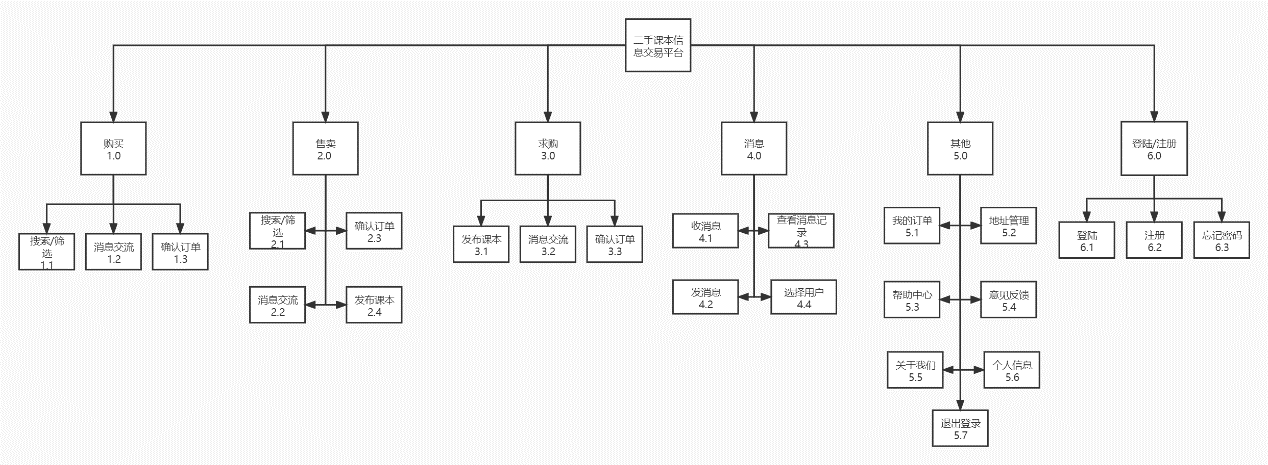 二手课本信
息交易平台
购买
1.0
售卖
2.0
求购
3.0
消息
4.0
其他
5.0
登陆/注册
6.0
搜索/筛
选
1.1
消息交流
1.2
确认订单
1.3
搜索/筛
选
2.1
确认订单
2.3
消息交流
2.2
发布课本
2.4
发布课本
3.1
消息交流
3.2
确认订单
3.3
收消息
4.1
查看消息记
录
4.3
发消息
4.2
选择用户
4.4
我的订单
5.1
地址管理
5.2
帮助中心
5.3
意见反馈
5.4
关于我们
5.5
个人信息
5.6
退出登录
5.7
登陆
6.1
注册
6.2
忘记密码
6.3